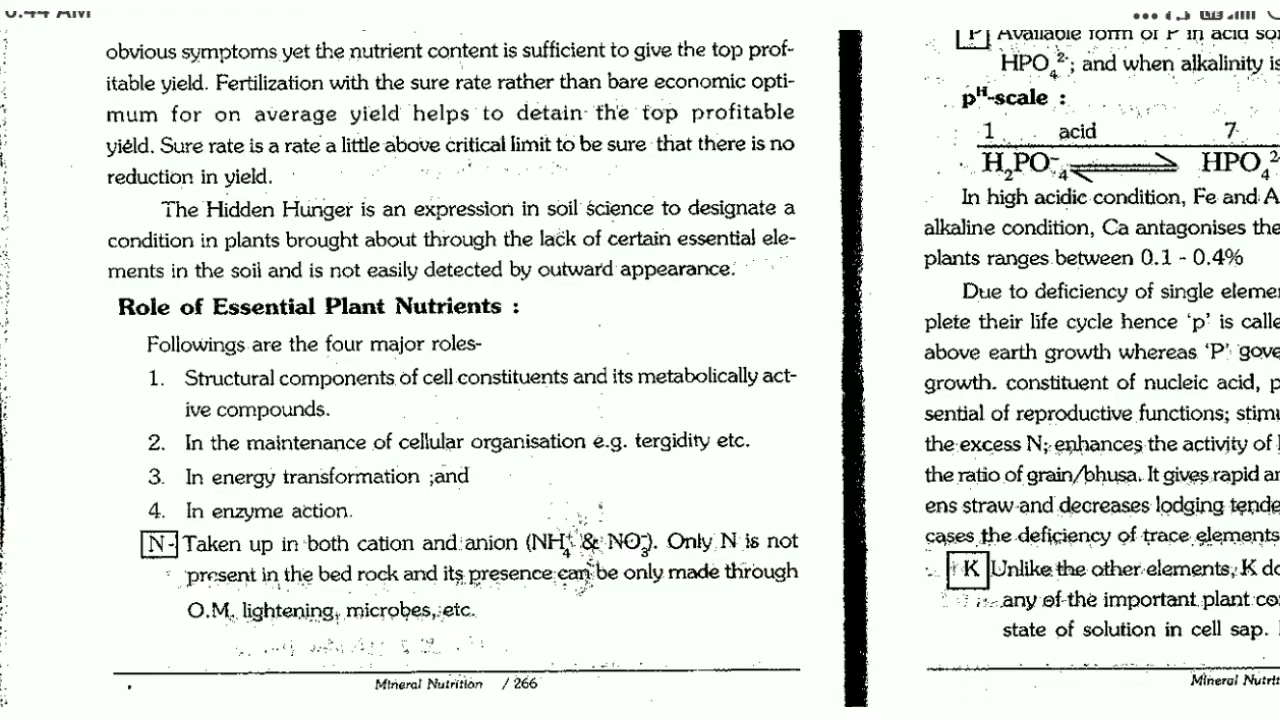 6:44 AM
obvious symptoms yet the nutrient content is sufficient to give the top prof-
itable yield. Fertilization with the sure rate rather than bare economic opti-
mum for on average yield helps to detain the top profitable
yield. Sure rate is a rate a little above critical limit to be sure that there is no
reduction in yield.
The Hidden Hunger is an expression in soil science to designate a
condition in plants brought about through the lack of certain essential ele-
ments in the soil and is not easily detected by outward appearance.
Role of Essential Plant Nutrients :
Followings are the four major roles-
1. Structural components of cell constituents and its metabolically act-
ive compounds.
2. In the maintenance of cellular organisation e.g. tergidity etc.
3. In energy transformation ;and
4. In enzyme action.
N- Taken up in both cation and anion (NH₄⁺ & NO₃⁻). Only N is not
present in the bed rock and its presence can be only made through
O.M. lightening, microbes, etc.
Mineral Nutrition / 266
P Available form of P in acid
HPO₄²⁻; and when alkalinity is
pᴴ-scale :
1 acid 7
H₂PO₄⁻ ⇌ HPO₄²
In high acidic condition, Fe and A
alkaline condition, Ca antagonises the
plants ranges between 0.1 - 0.4%
Due to deficiency of single eleme
plete their life cycle hence 'p' is calle
above earth growth whereas 'P' gove
growth. constituent of nucleic acid, p
sential of reproductive functions; stimu
the excess N; enhances the activity of
the ratio of grain/bhusa. It gives rapid a
ens straw and decreases lodging tende
cases the deficiency of trace elements
K Unlike the other elements, K do
any of the important plant co
state of solution in cell sap.
Mineral Nutri